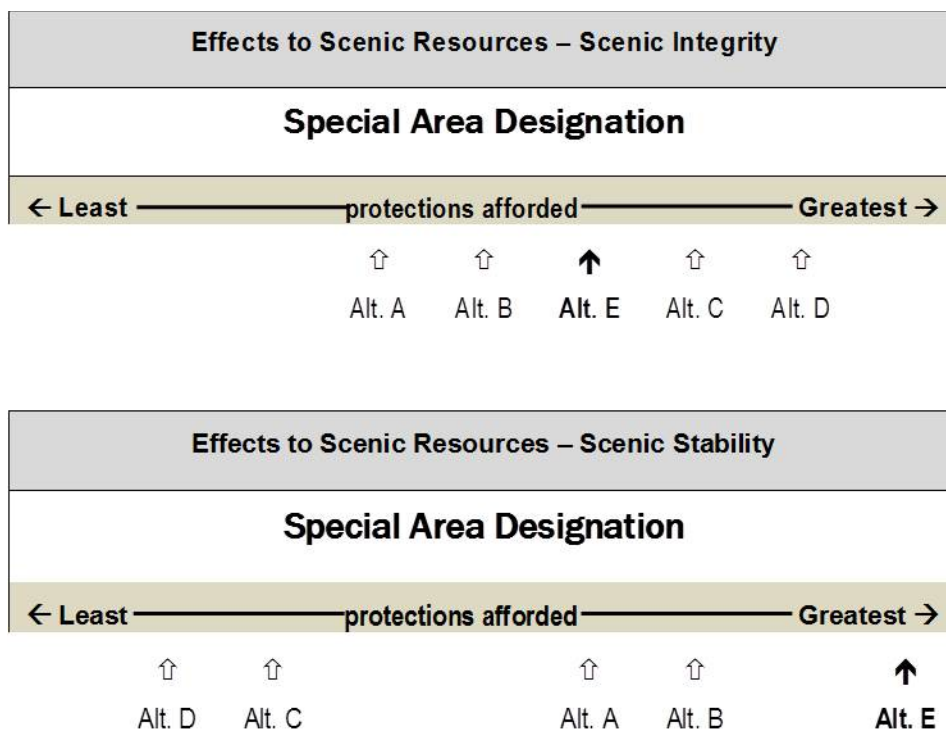 Effects to Scenic Resources – Scenic Integrity
Special Area Designation
← Least protections afforded Greatest →
⇧ ⇧ 🡅 ⇧ ⇧
Alt. A Alt. B Alt. E Alt. C Alt. D
Effects to Scenic Resources – Scenic Stability
Special Area Designation
← Least protections afforded Greatest →
⇧ ⇧ ⇧ ⇧ 🡅
Alt. D Alt. C Alt. A Alt. B Alt. E